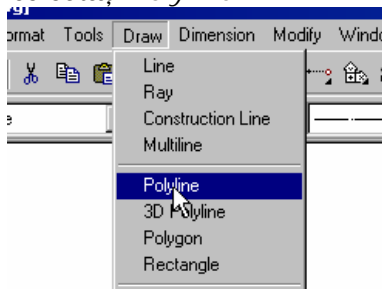 ormat Tools Draw Dimension Modify Windo
Line
Ray
Construction Line
Multiline
Polyline
3D Polyline
Polygon
Rectangle